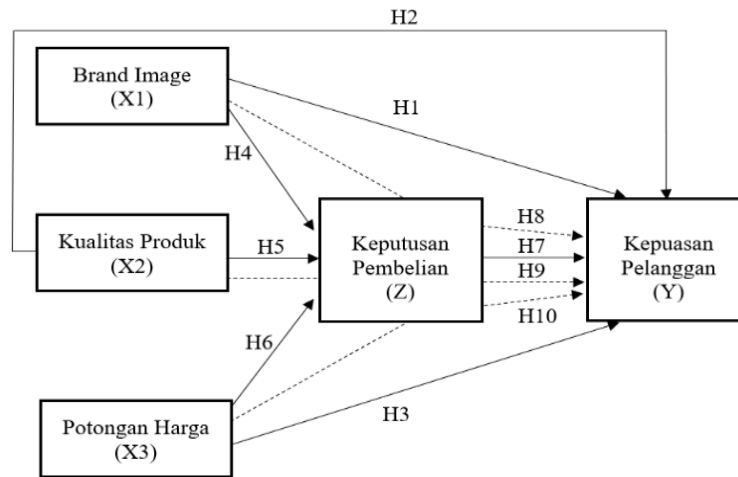 H2
Brand Image
(X1)
H1
H4
Kualitas Produk
(X2)
H5
Keputusan
Pembelian
(Z)
H8
H7
H9
H10
Kepuasan
Pelanggan
(Y)
H6
Potongan Harga
(X3)
H3